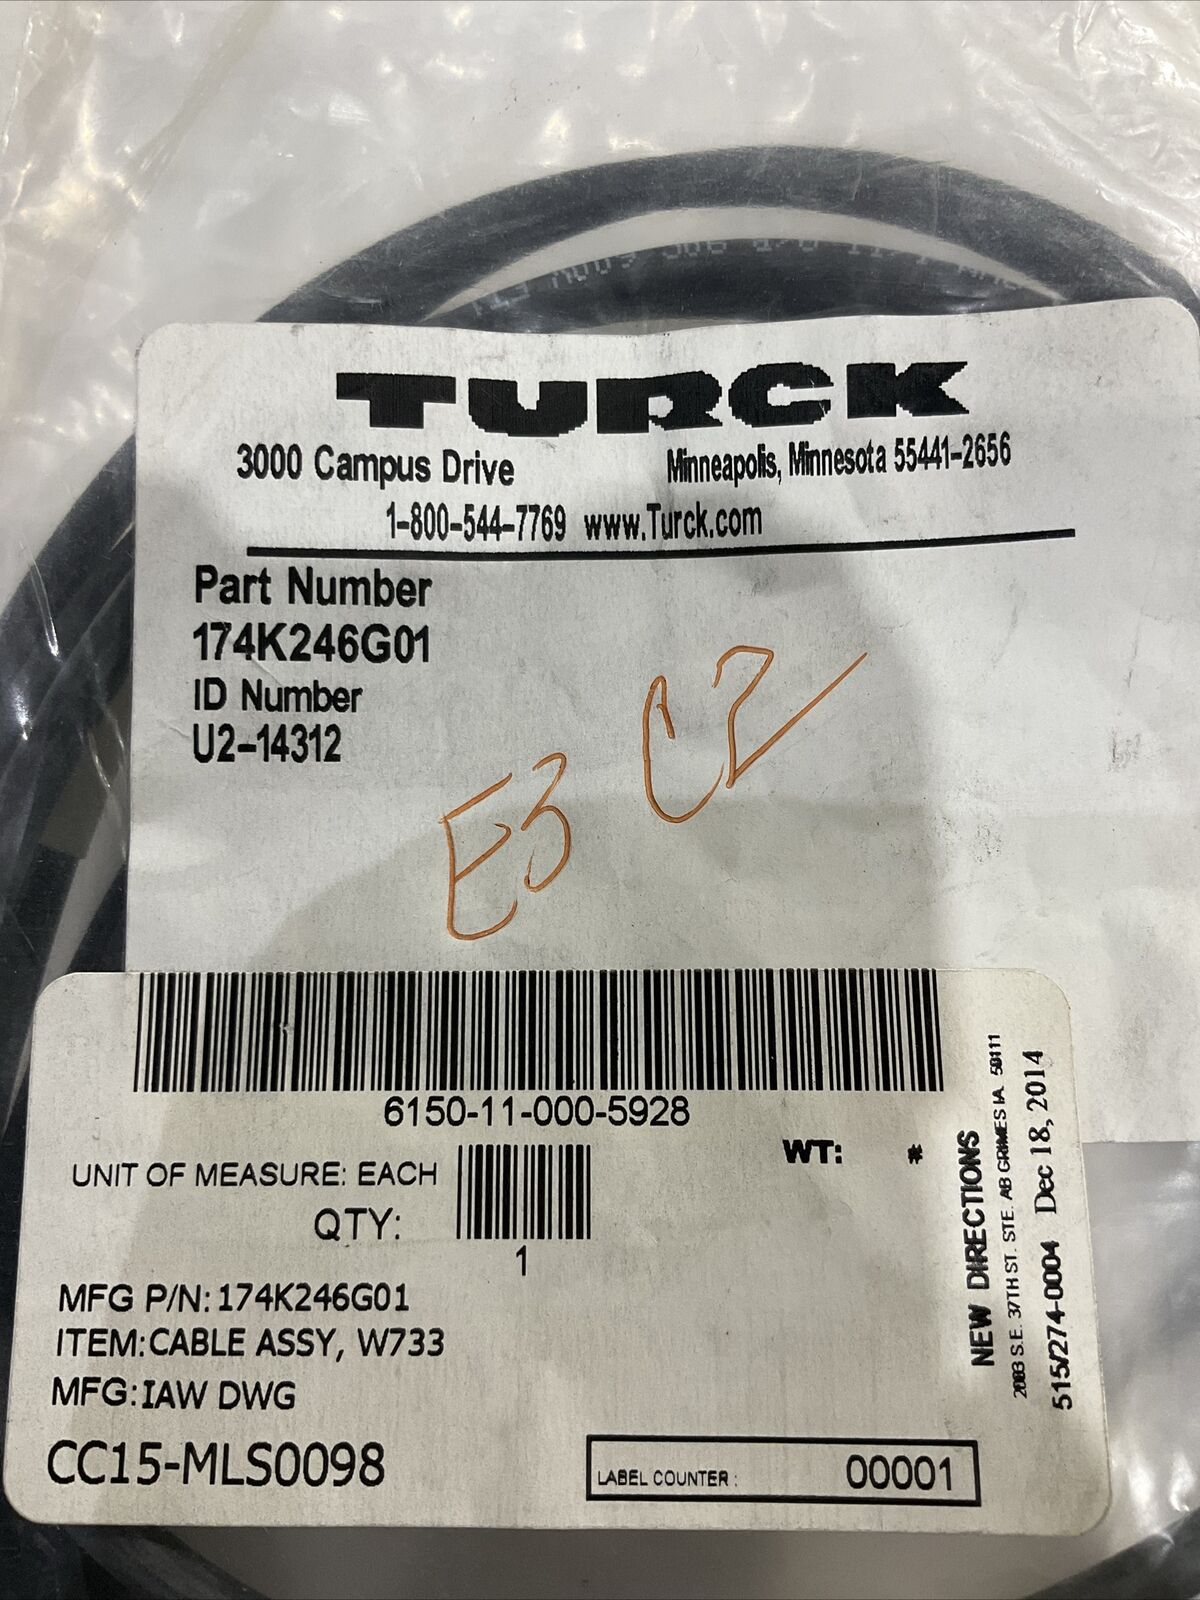 TURCK
3000 Campus Drive Minneapolis, Minnesota 55441-2656
1-800-544-7769 www.Turck.com
Part Number
174K246G01
ID Number
U2-14312
E3 C2
6150-11-000-5928
UNIT OF MEASURE: EACH
WT: #
QTY:
1
MFG P/N: 174K246G01
ITEM:CABLE ASSY, W733
MFG:IAW DWG
CC15-MLS0098
LABEL COUNTER : 00001
NEW DIRECTIONS
2003 S.E. 37TH ST. STE. AB GRIMES IA. 50111
515/274-0004 Dec 18, 2014